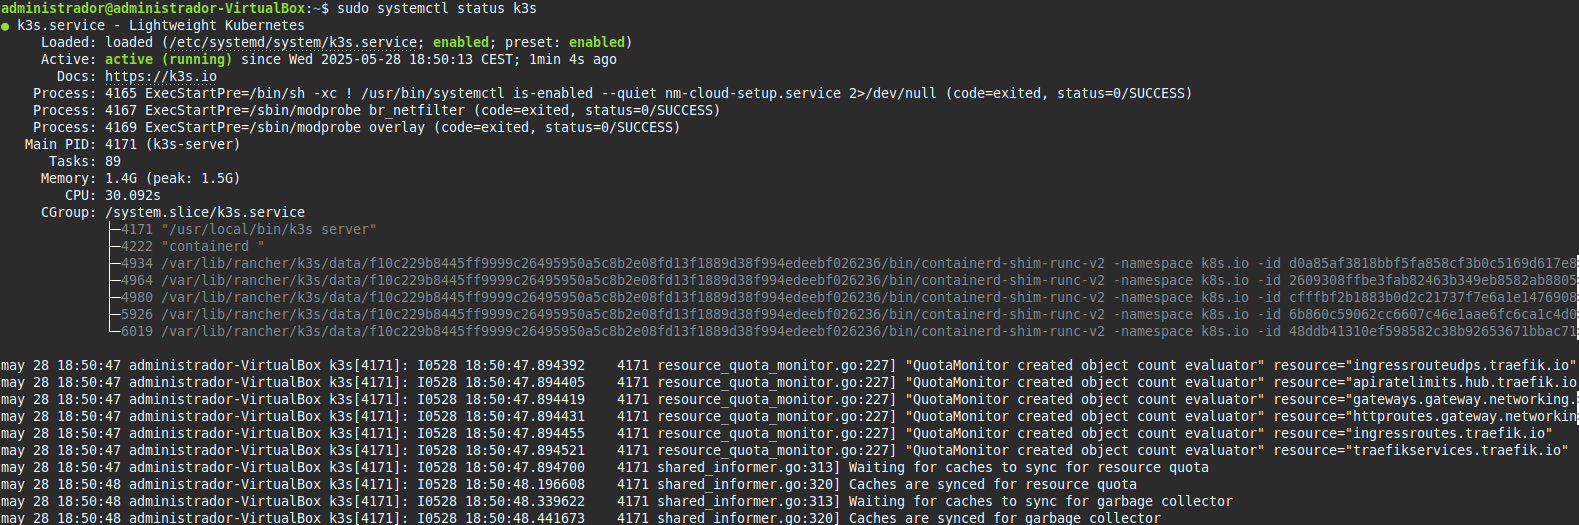 administrador@administrador-VirtualBox:~$ sudo systemctl status k3s
● k3s.service - Lightweight Kubernetes
Loaded: loaded (/etc/systemd/system/k3s.service; enabled; preset: enabled)
Active: active (running) since Wed 2025-05-28 18:50:13 CEST; 1min 4s ago
Docs: https://k3s.io
Process: 4165 ExecStartPre=/bin/sh -xc ! /usr/bin/systemctl is-enabled --quiet nm-cloud-setup.service 2>/dev/null (code=exited, status=0/SUCCESS)
Process: 4167 ExecStartPre=/sbin/modprobe br_netfilter (code=exited, status=0/SUCCESS)
Process: 4169 ExecStartPre=/sbin/modprobe overlay (code=exited, status=0/SUCCESS)
Main PID: 4171 (k3s-server)
Tasks: 89
Memory: 1.4G (peak: 1.5G)
CPU: 30.092s
CGroup: /system.slice/k3s.service
├─4171 "/usr/local/bin/k3s server"
├─4222 "containerd "
├─4934 /var/lib/rancher/k3s/data/f10c229b8445ff9999c26495950a5c8b2e08fd13f1889d38f994edeebf026236/bin/containerd-shim-runc-v2 -namespace k8s.io -id d0a85af3818bbf5fa858cf3b0c5169d617e8
├─4964 /var/lib/rancher/k3s/data/f10c229b8445ff9999c26495950a5c8b2e08fd13f1889d38f994edeebf026236/bin/containerd-shim-runc-v2 -namespace k8s.io -id 2609308ffbe3fab82463b349eb8582ab8805
├─4980 /var/lib/rancher/k3s/data/f10c229b8445ff9999c26495950a5c8b2e08fd13f1889d38f994edeebf026236/bin/containerd-shim-runc-v2 -namespace k8s.io -id cfffbf2b1883b0d2c21737f7e6a1e1476908
├─5926 /var/lib/rancher/k3s/data/f10c229b8445ff9999c26495950a5c8b2e08fd13f1889d38f994edeebf026236/bin/containerd-shim-runc-v2 -namespace k8s.io -id 6b860c59062cc6607c46e1aae6fc6ca1c4d0
└─6019 /var/lib/rancher/k3s/data/f10c229b8445ff9999c26495950a5c8b2e08fd13f1889d38f994edeebf026236/bin/containerd-shim-runc-v2 -namespace k8s.io -id 48ddb41310ef598582c38b92653671bbac71
may 28 18:50:47 administrador-VirtualBox k3s[4171]: I0528 18:50:47.894392    4171 resource_quota_monitor.go:227] "QuotaMonitor created object count evaluator" resource="ingressrouteudps.traefik.io"
may 28 18:50:47 administrador-VirtualBox k3s[4171]: I0528 18:50:47.894405    4171 resource_quota_monitor.go:227] "QuotaMonitor created object count evaluator" resource="apiratelimits.hub.traefik.io
may 28 18:50:47 administrador-VirtualBox k3s[4171]: I0528 18:50:47.894419    4171 resource_quota_monitor.go:227] "QuotaMonitor created object count evaluator" resource="gateways.gateway.networking.
may 28 18:50:47 administrador-VirtualBox k3s[4171]: I0528 18:50:47.894431    4171 resource_quota_monitor.go:227] "QuotaMonitor created object count evaluator" resource="httproutes.gateway.networkin
may 28 18:50:47 administrador-VirtualBox k3s[4171]: I0528 18:50:47.894455    4171 resource_quota_monitor.go:227] "QuotaMonitor created object count evaluator" resource="ingressroutes.traefik.io"
may 28 18:50:47 administrador-VirtualBox k3s[4171]: I0528 18:50:47.894521    4171 resource_quota_monitor.go:227] "QuotaMonitor created object count evaluator" resource="traefikservices.traefik.io"
may 28 18:50:47 administrador-VirtualBox k3s[4171]: I0528 18:50:47.894700    4171 shared_informer.go:313] Waiting for caches to sync for resource quota
may 28 18:50:48 administrador-VirtualBox k3s[4171]: I0528 18:50:48.196608    4171 shared_informer.go:320] Caches are synced for resource quota
may 28 18:50:48 administrador-VirtualBox k3s[4171]: I0528 18:50:48.339622    4171 shared_informer.go:313] Waiting for caches to sync for garbage collector
may 28 18:50:48 administrador-VirtualBox k3s[4171]: I0528 18:50:48.441673    4171 shared_informer.go:320] Caches are synced for garbage collector